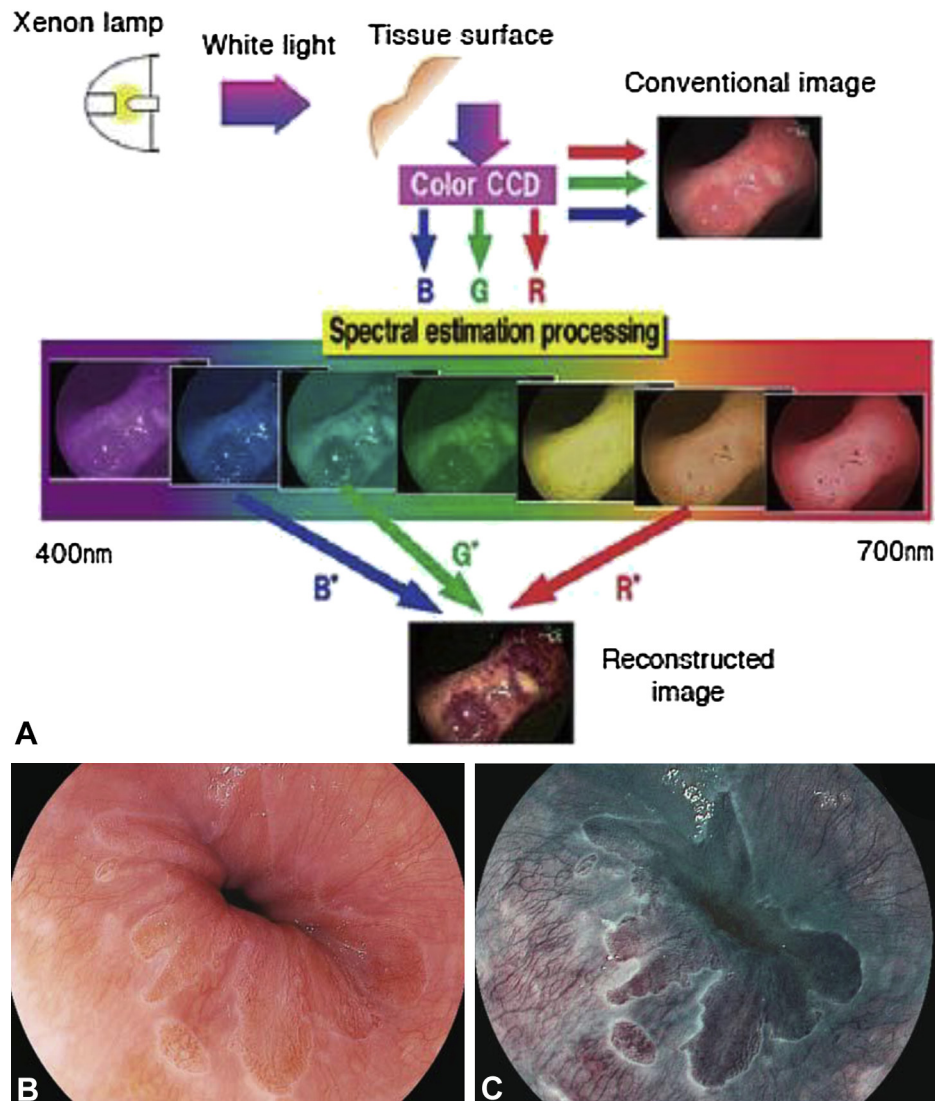 Xenon lamp
White light
Tissue surface
Conventional image
Color CCD
B G R
Spectral estimation processing
400nm
700nm
B*
G*
R*
Reconstructed
image
A
B
C